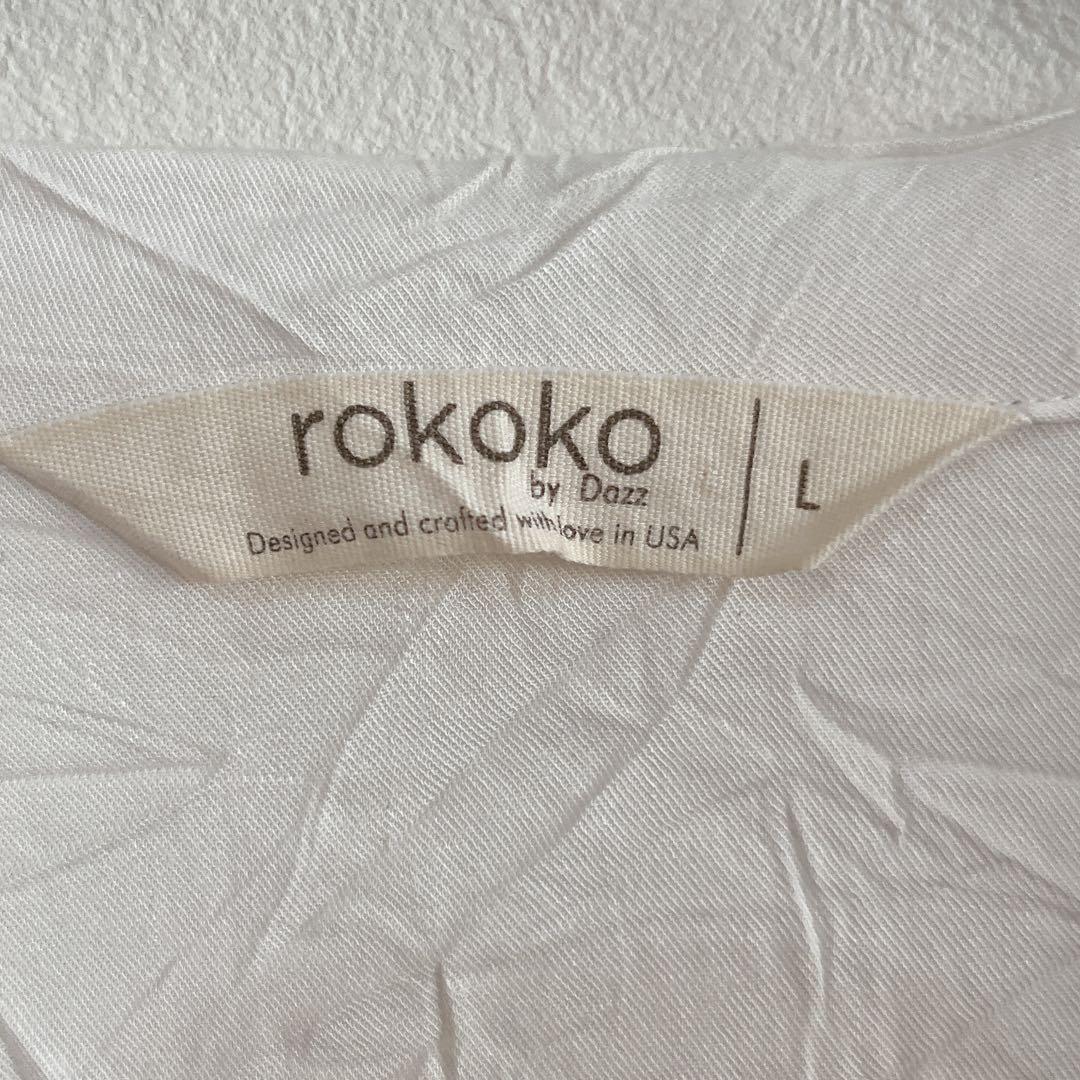 rokoko
by Dazz
Designed and crafted with love in USA
L